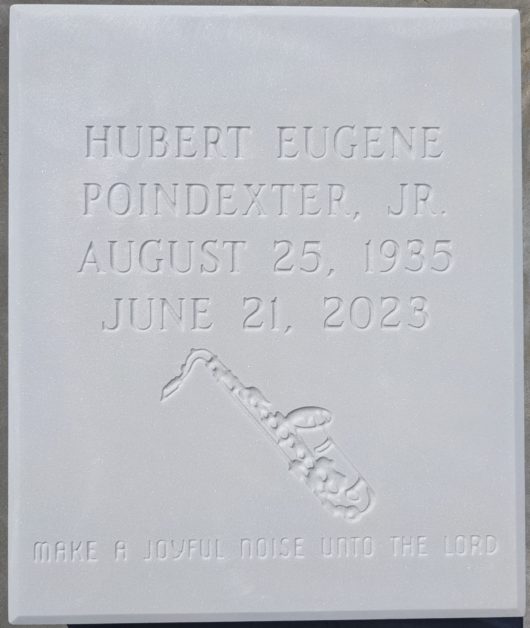 HUBERT EUGENE
POINDEXTER, JR.
AUGUST 25, 1935
JUNE 21, 2023
MAKE A JOYFUL NOISE UNTO THE LORD